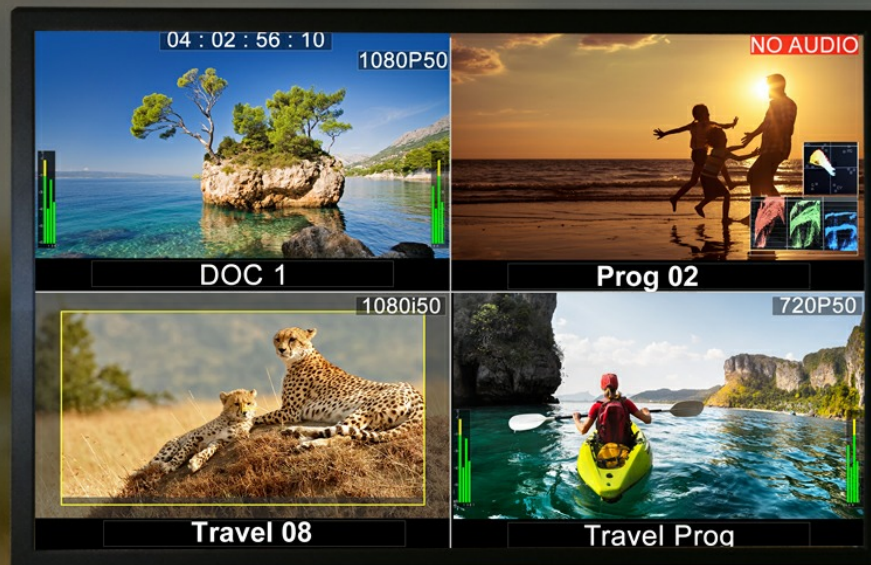 04 : 02 : 56 : 10
1080P50
NO AUDIO
DOC 1
Prog 02
1080i50
720P50
Travel 08
Travel Prog